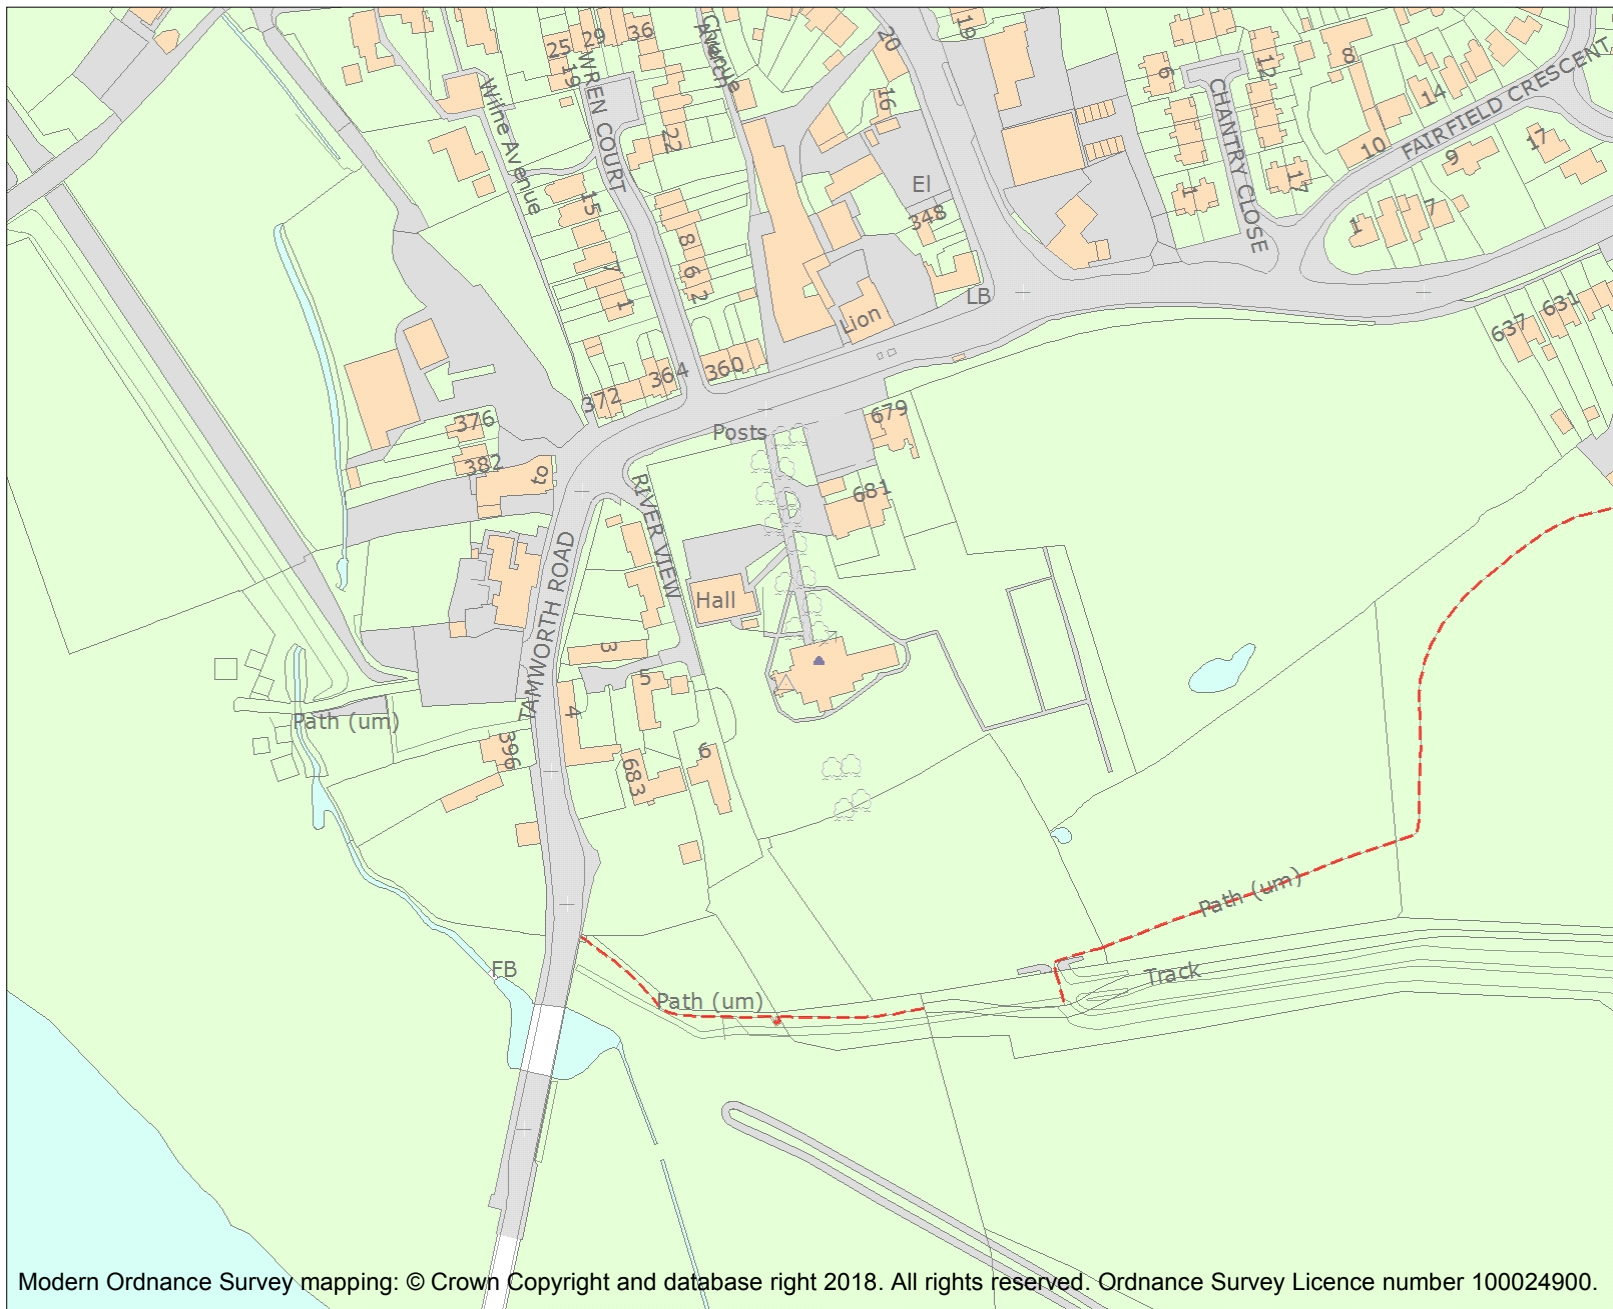 25
29
36
19
WREN COURT
Church
Avenue
20
19
6
CHANTRY CLOSE
12
8
14
FAIRFIELD CRESCENT
10
9
17
Wilne Avenue
22
16
El
348
1
17
1
7
15
8
6
2
7
1
LB
Lion
637
631
364
360
372
376
382
to
Posts
679
681
RIVER VIEW
TAMWORTH ROAD
Hall
3
5
4
Path (um)
396
683
6
Path (um)
FB
Path (um)
Track
Modern Ordnance Survey mapping: © Crown Copyright and database right 2018. All rights reserved. Ordnance Survey Licence number 100024900.